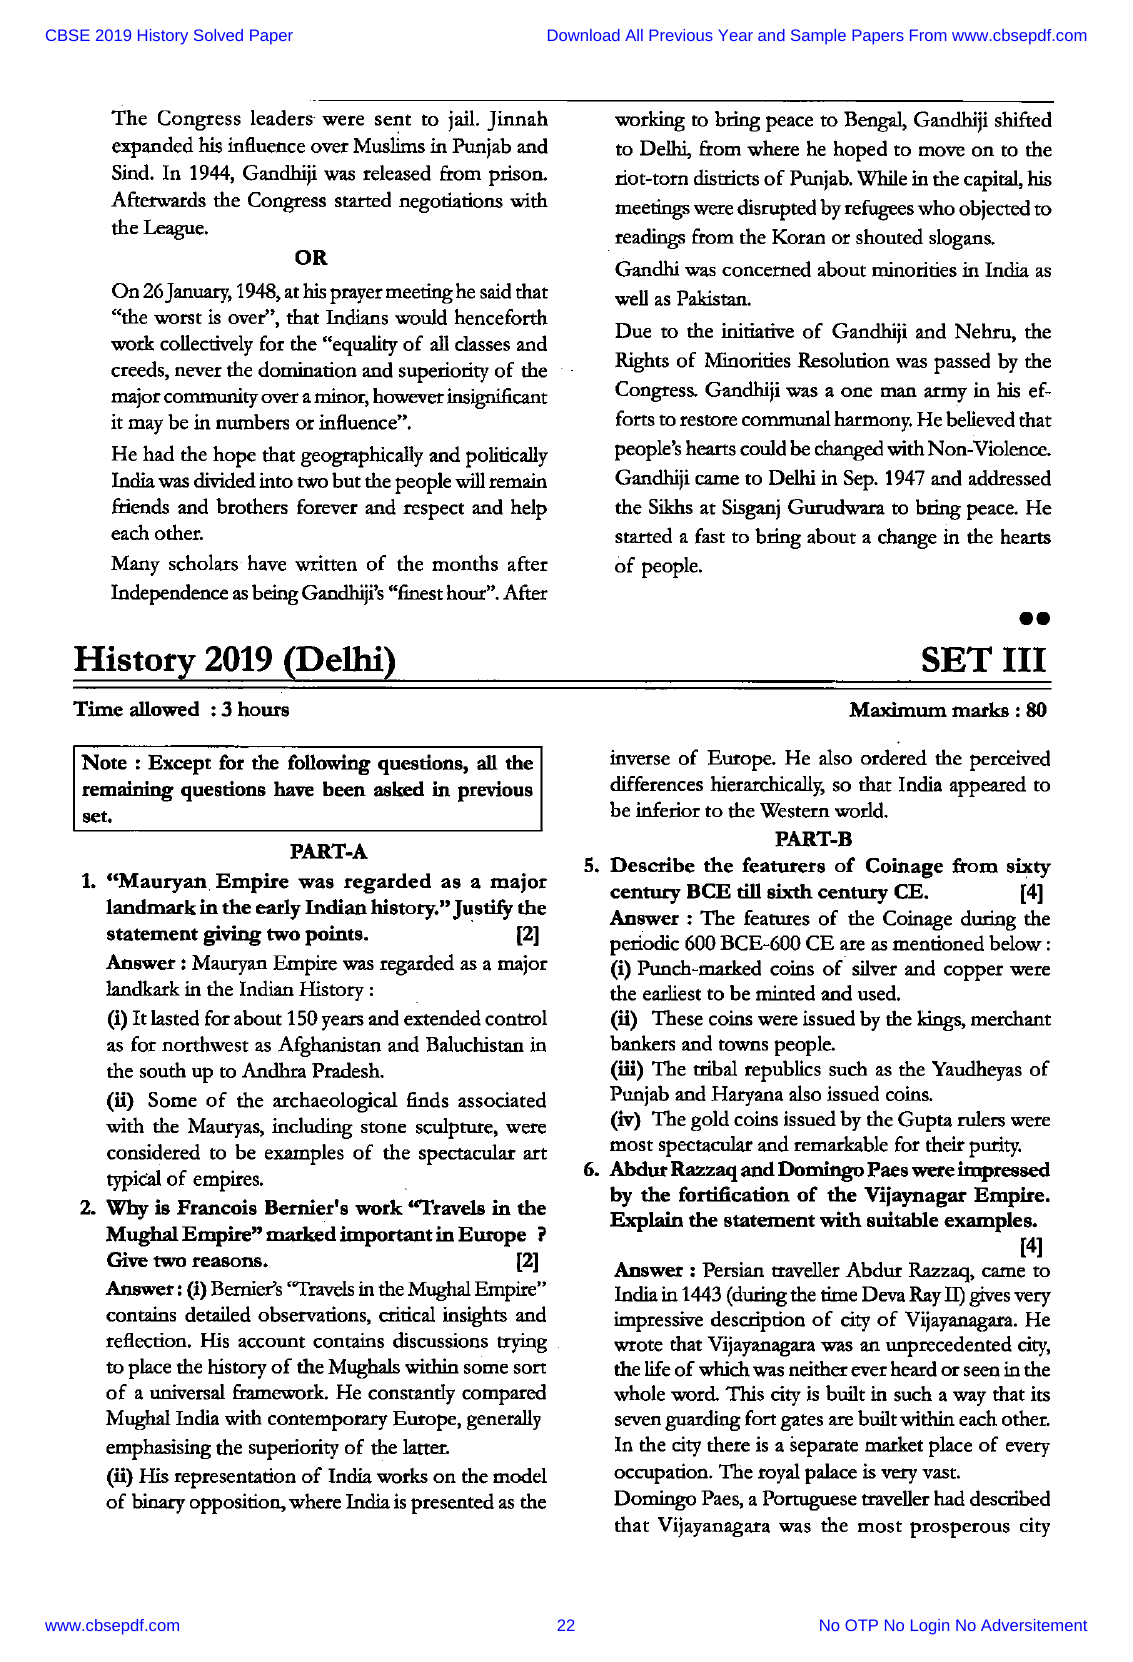 CBSE 2019 History Solved Paper
Download All Previous Year and Sample Papers From www.cbsepdf.com
The Congress leaders were sent to jail. Jinnah
expanded his influence over Muslims in Punjab and
Sind. In 1944, Gandhiji was released from prison.
Afterwards the Congress started negotiations with
the League.
OR
On 26 January, 1948, at his prayer meeting he said that
“the worst is over”, that Indians would henceforth
work collectively for the “equality of all classes and
creeds, never the domination and superiority of the
major community over a minor, however insignificant
it may be in numbers or influence”.
He had the hope that geographically and politically
India was divided into two but the people will remain
friends and brothers forever and respect and help
each other.
Many scholars have written of the months after
Independence as being Gandhiji’s “finest hour”. After
working to bring peace to Bengal, Gandhiji shifted
to Delhi, from where he hoped to move on to the
riot-torn districts of Punjab. While in the capital, his
meetings were disrupted by refugees who objected to
readings from the Koran or shouted slogans.
Gandhi was concerned about minorities in India as
well as Pakistan.
Due to the initiative of Gandhiji and Nehru, the
Rights of Minorities Resolution was passed by the
Congress. Gandhiji was a one man army in his ef-
forts to restore communal harmony. He believed that
people’s hearts could be changed with Non-Violence.
Gandhiji came to Delhi in Sep. 1947 and addressed
the Sikhs at Sisganj Gurudwara to bring peace. He
started a fast to bring about a change in the hearts
of people.
History 2019 (Delhi) SET III
Time allowed : 3 hours Maximum marks : 80
Note : Except for the following questions, all the
remaining questions have been asked in previous
set.
PART-A
1. “Mauryan Empire was regarded as a major
landmark in the early Indian history.” Justify the
statement giving two points. [2]
Answer : Mauryan Empire was regarded as a major
landkark in the Indian History :
(i) It lasted for about 150 years and extended control
as for northwest as Afghanistan and Baluchistan in
the south up to Andhra Pradesh.
(ii) Some of the archaeological finds associated
with the Mauryas, including stone sculpture, were
considered to be examples of the spectacular art
typical of empires.
2. Why is Francois Bernier's work “Travels in the
Mughal Empire” marked important in Europe ?
Give two reasons. [2]
Answer : (i) Bernier’s “Travels in the Mughal Empire”
contains detailed observations, critical insights and
reflection. His account contains discussions trying
to place the history of the Mughals within some sort
of a universal framework. He constantly compared
Mughal India with contemporary Europe, generally
emphasising the superiority of the latter.
(ii) His representation of India works on the model
of binary opposition, where India is presented as the
inverse of Europe. He also ordered the perceived
differences hierarchically, so that India appeared to
be inferior to the Western world.
PART-B
5. Describe the featurers of Coinage from sixty
century BCE till sixth century CE. [4]
Answer : The features of the Coinage during the
periodic 600 BCE-600 CE are as mentioned below :
(i) Punch-marked coins of silver and copper were
the earliest to be minted and used.
(ii) These coins were issued by the kings, merchant
bankers and towns people.
(iii) The tribal republics such as the Yaudheyas of
Punjab and Haryana also issued coins.
(iv) The gold coins issued by the Gupta rulers were
most spectacular and remarkable for their purity.
6. Abdur Razzaq and Domingo Paes were impressed
by the fortification of the Vijaynagar Empire.
Explain the statement with suitable examples.
[4]
Answer : Persian traveller Abdur Razzaq, came to
India in 1443 (during the time Deva Ray II) gives very
impressive description of city of Vijayanagara. He
wrote that Vijayanagara was an unprecedented city,
the life of which was neither ever heard or seen in the
whole word. This city is built in such a way that its
seven guarding fort gates are built within each other.
In the city there is a separate market place of every
occupation. The royal palace is very vast.
Domingo Paes, a Portuguese traveller had described
that Vijayanagara was the most prosperous city
www.cbsepdf.com
22
No OTP No Login No Adversitement